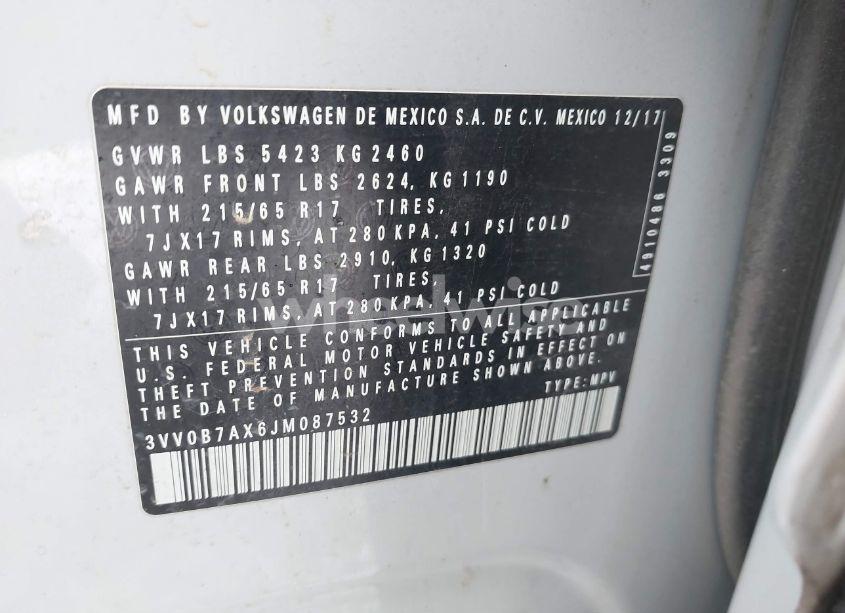 MFD BY VOLKSWAGEN DE MEXICO S.A. DE C.V. MEXICO 12/17
GVWR LBS 5423 KG 2460
GAWR FRONT LBS 2624, KG 1190
WITH 215/65 R17 TIRES,
7JX17 RIMS, AT 280 KPA, 41 PSI COLD
GAWR REAR LBS 2910, KG 1320
WITH 215/65 R17 TIRES,
7JX17 RIMS, AT 280 KPA, 41 PSI COLD
THIS VEHICLE CONFORMS TO ALL APPLICABLE
U.S. FEDERAL MOTOR VEHICLE SAFETY AND
THEFT PREVENTION STANDARDS IN EFFECT ON
THE DATE OF MANUFACTURE SHOWN ABOVE.
TYPE: MPV
3VV0B7AX6JM087532
4910486 3309
wheelwise